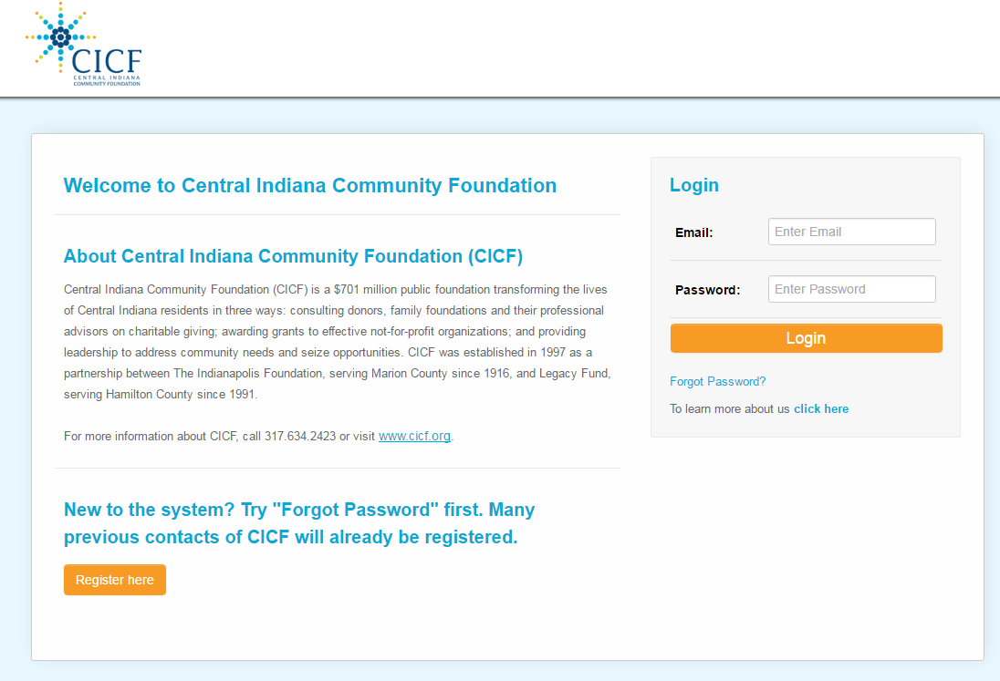 CICF
CENTRAL INDIANA
COMMUNITY FOUNDATION
Welcome to Central Indiana Community Foundation
About Central Indiana Community Foundation (CICF)
Central Indiana Community Foundation (CICF) is a $701 million public foundation transforming the lives
of Central Indiana residents in three ways: consulting donors, family foundations and their professional
advisors on charitable giving; awarding grants to effective not-for-profit organizations; and providing
leadership to address community needs and seize opportunities. CICF was established in 1997 as a
partnership between The Indianapolis Foundation, serving Marion County since 1916, and Legacy Fund,
serving Hamilton County since 1991.
For more information about CICF, call 317.634.2423 or visit www.cicf.org.
New to the system? Try "Forgot Password" first. Many
previous contacts of CICF will already be registered.
Register here
Login
Email:
Enter Email
Password:
Enter Password
Login
Forgot Password?
To learn more about us click here